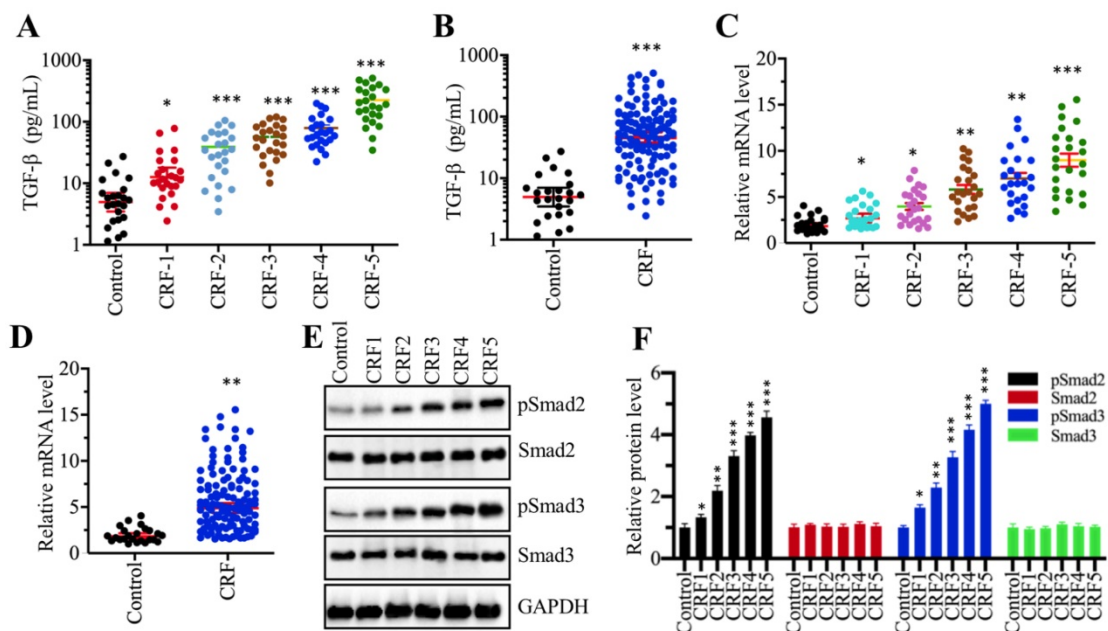 A
TGF-β (pg/mL)
1000
100
10
1
*
***
***
***
***
Control
CRF-1
CRF-2
CRF-3
CRF-4
CRF-5
B
TGF-β (pg/mL)
1000
100
10
1
***
Control
CRF
C
Relative mRNA level
20
15
10
5
0
*
*
**
**
***
Control
CRF-1
CRF-2
CRF-3
CRF-4
CRF-5
D
Relative mRNA level
20
15
10
5
0
**
Control
CRF
E
Control
CRF1
CRF2
CRF3
CRF4
CRF5
pSmad2
Smad2
pSmad3
Smad3
GAPDH
F
Relative protein level
6
4
2
0
*
**
***
***
***
*
**
***
***
***
pSmad2
Smad2
pSmad3
Smad3
Control
CRF1
CRF2
CRF3
CRF4
CRF5
Control
CRF1
CRF2
CRF3
CRF4
CRF5
Control
CRF1
CRF2
CRF3
CRF4
CRF5
Control
CRF1
CRF2
CRF3
CRF4
CRF5